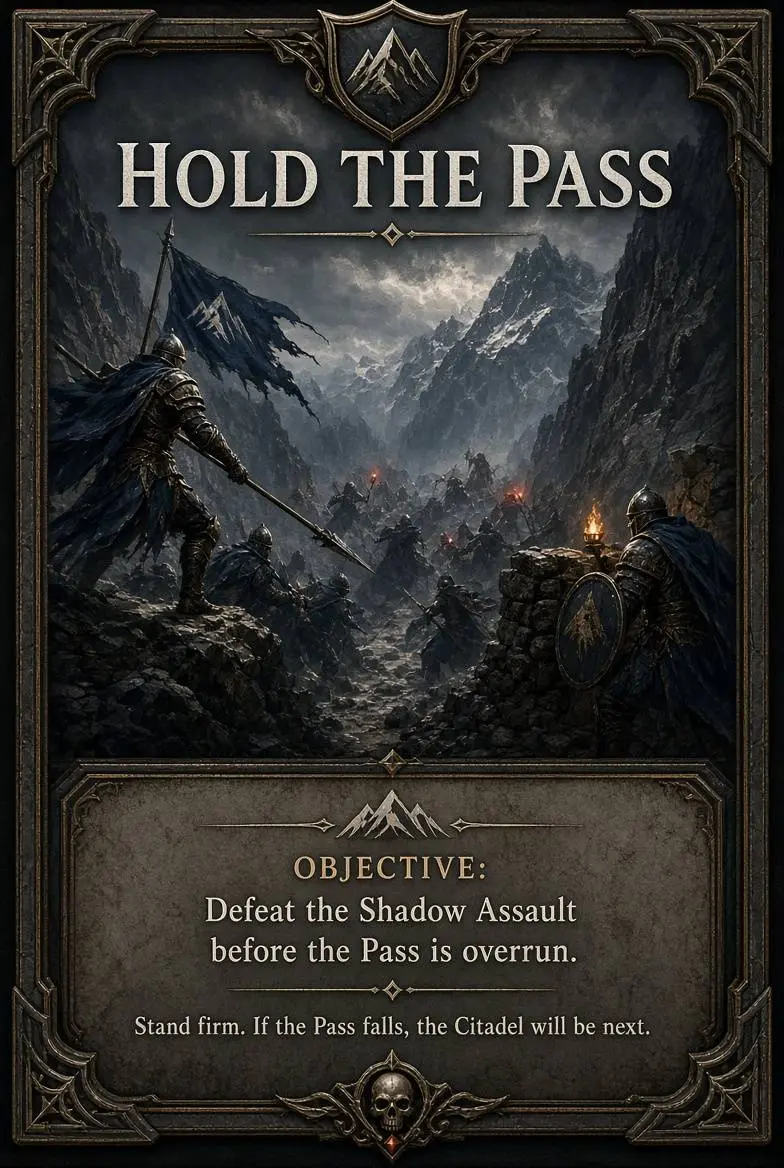 Hold the Pass
Objective:
Defeat the Shadow Assault
before the Pass is overrun.
Stand firm. If the Pass falls, the Citadel will be next.